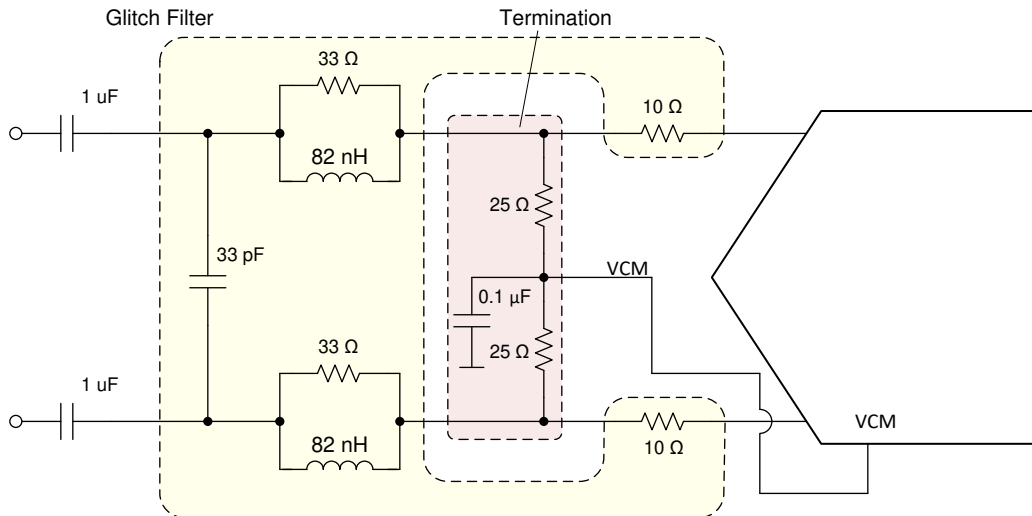 Glitch Filter
Termination
33 Ω
1 uF
10 Ω
82 nH
25 Ω
33 pF
VCM
0.1 µF
33 Ω
25 Ω
1 uF
VCM
82 nH
10 Ω